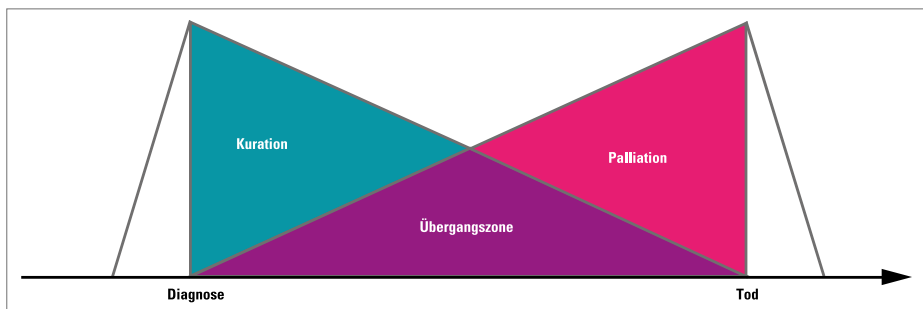 Kuration
Palliation
Übergangszone
Diagnose
Tod